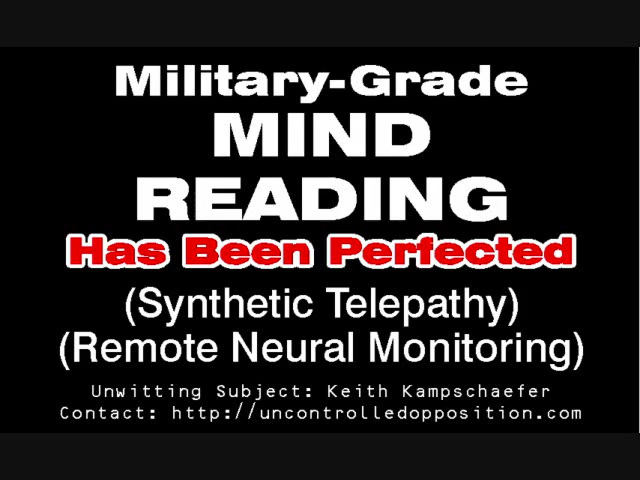 Military-Grade
MIND
READING
Has Been Perfected
(Synthetic Telepathy)
(Remote Neural Monitoring)
Unwitting Subject: Keith Kampschaefer
Contact: http://uncontrolledopposition.com